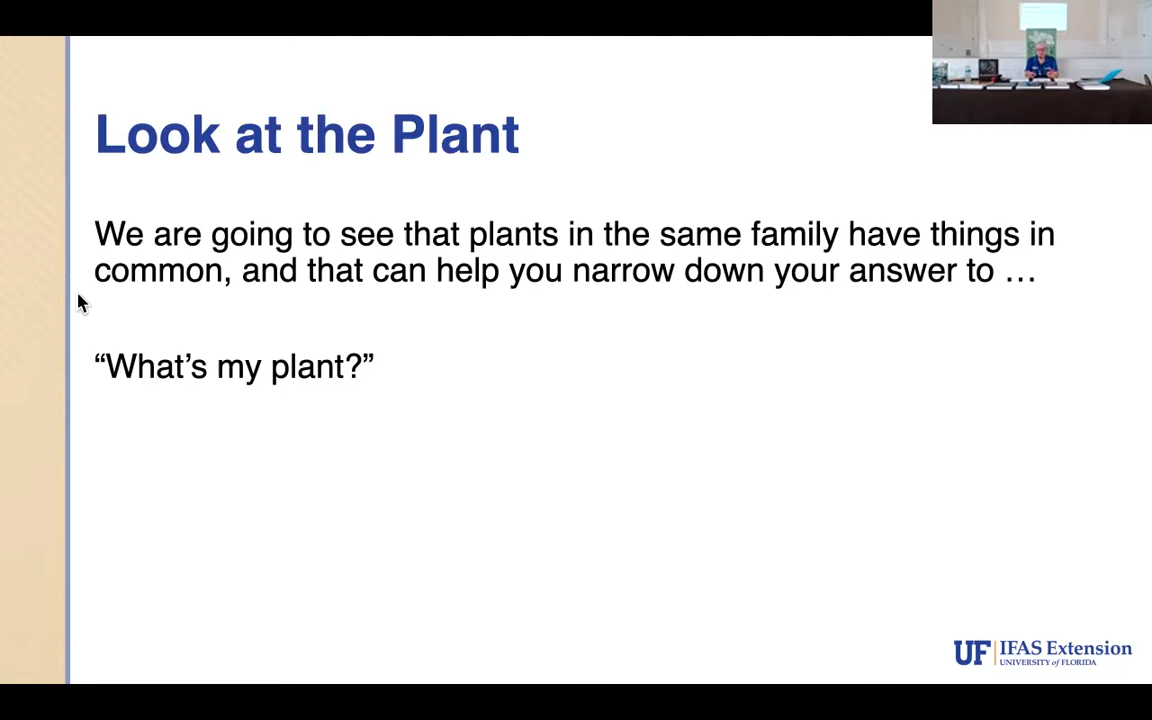 Look at the Plant
We are going to see that plants in the same family have things in
common, and that can help you narrow down your answer to …
“What’s my plant?”
UF IFAS Extension
UNIVERSITY of FLORIDA